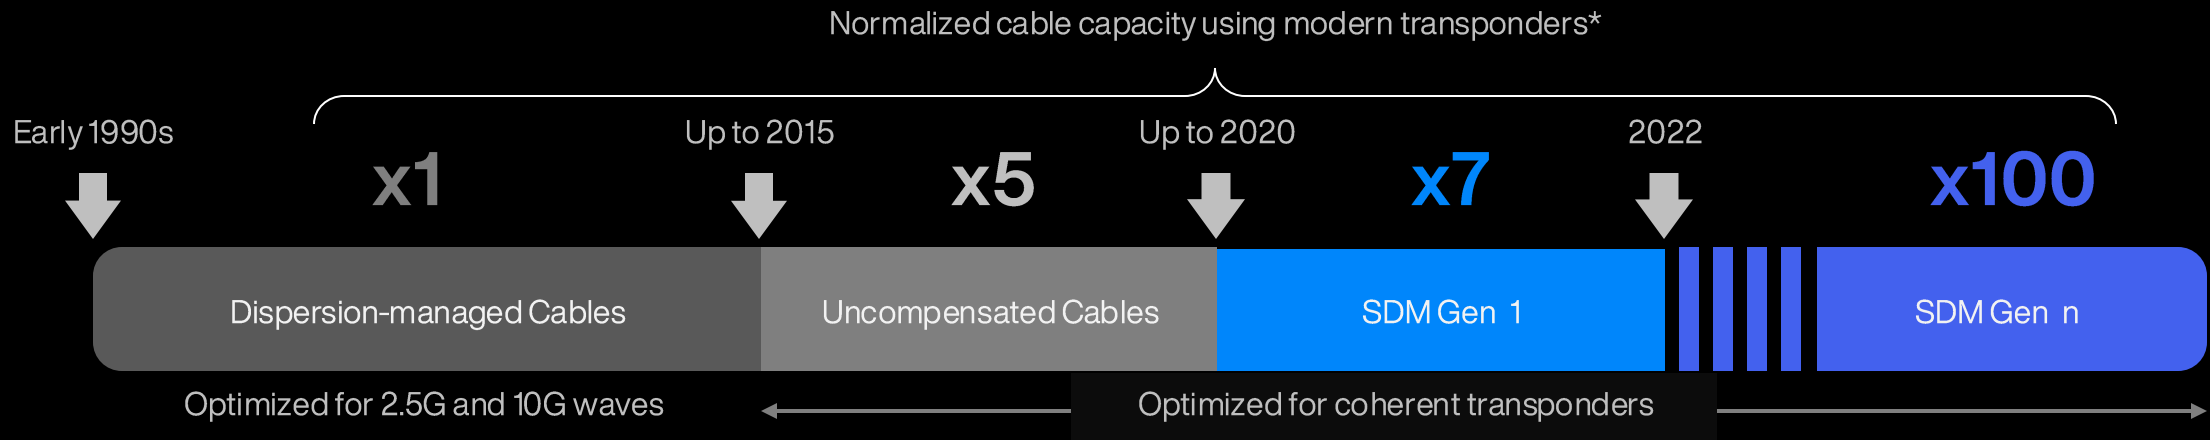 Normalized cable capacity using modern transponders*
Early 1990s
Up to 2015
Up to 2020
2022
x1
x5
x7
x100
Dispersion-managed Cables
Uncompensated Cables
SDM Gen 1
SDM Gen n
Optimized for 2.5G and 10G waves
Optimized for coherent transponders